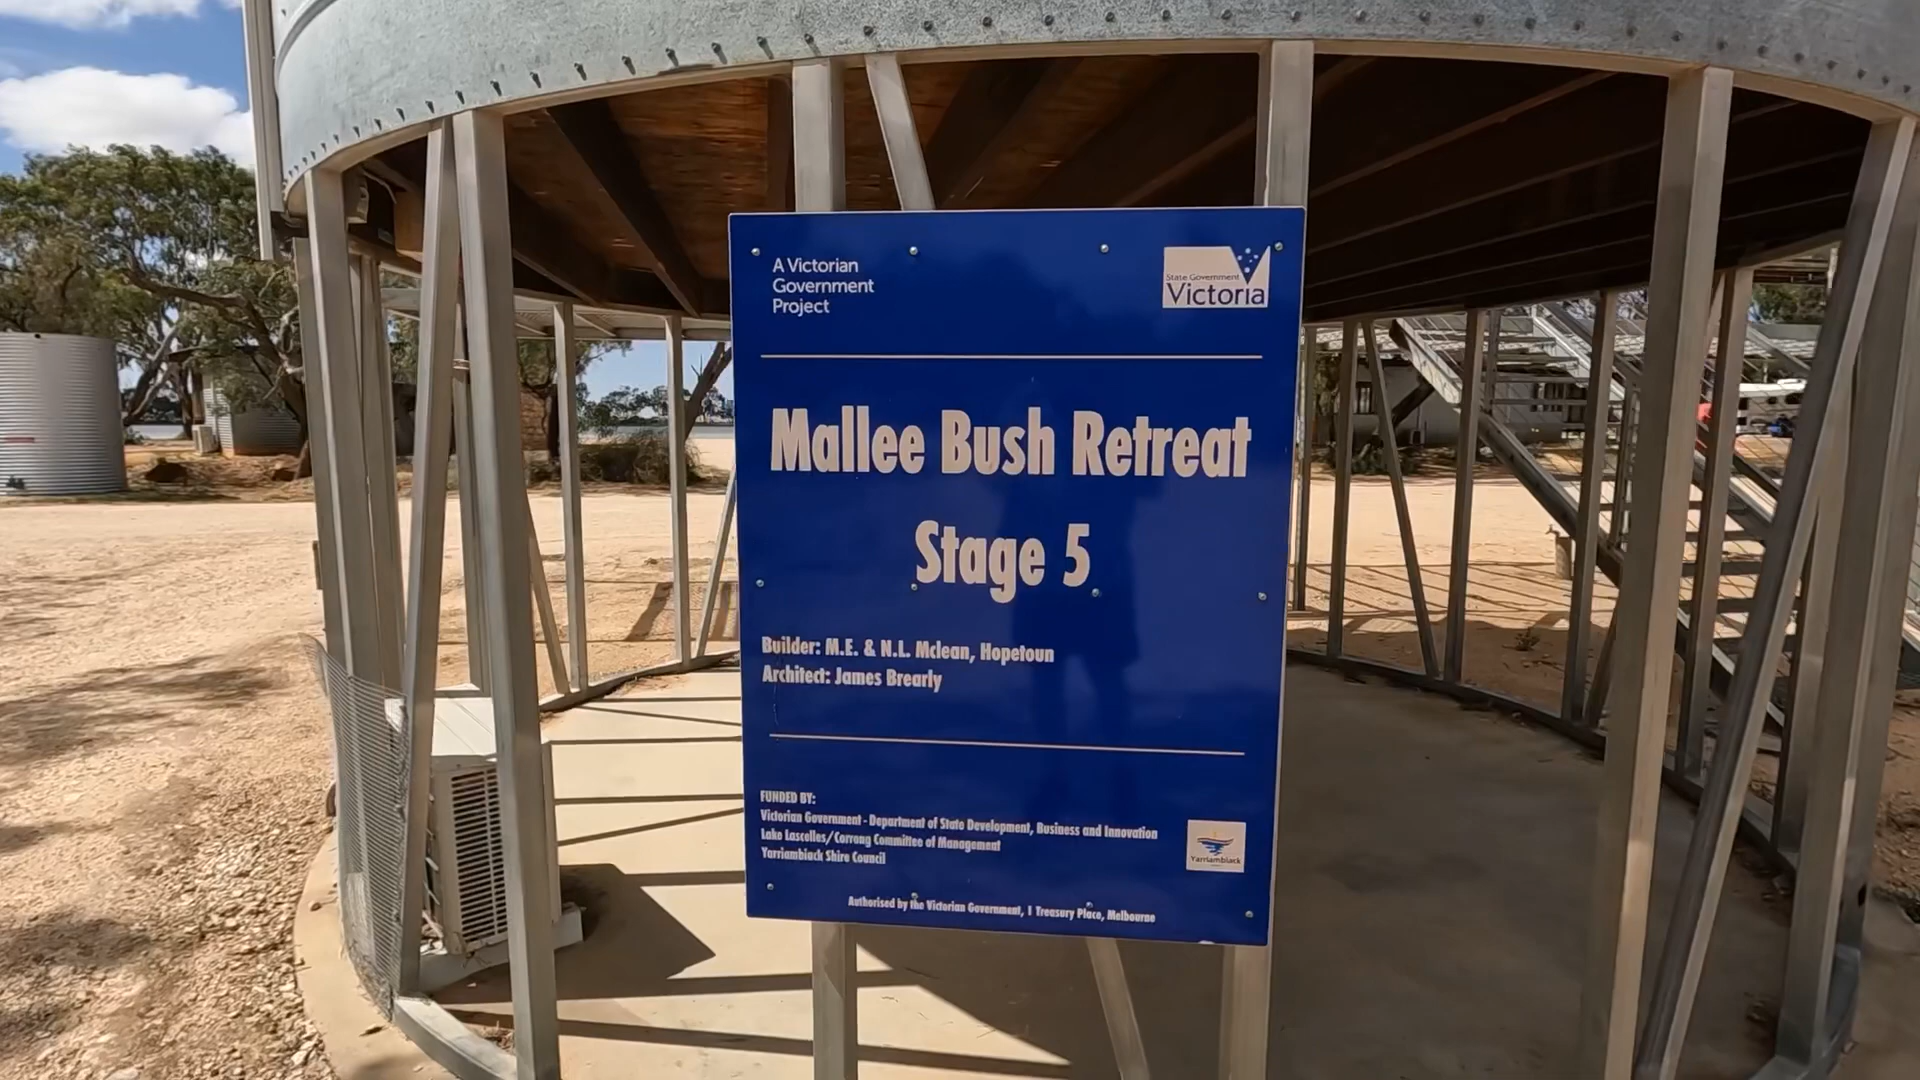 A Victorian
Government
Project
State Government
Victoria
Mallee Bush Retreat
Stage 5
Builder: M.E. & N.L. Mclean, Hopetoun
Architect: James Brearly
FUNDED BY:
Victorian Government - Department of State Development, Business and Innovation
Lake Lascelles/Corrong Committee of Management
Yarriambiack Shire Council
Yarriambiack
Authorised by the Victorian Government, 1 Treasury Place, Melbourne